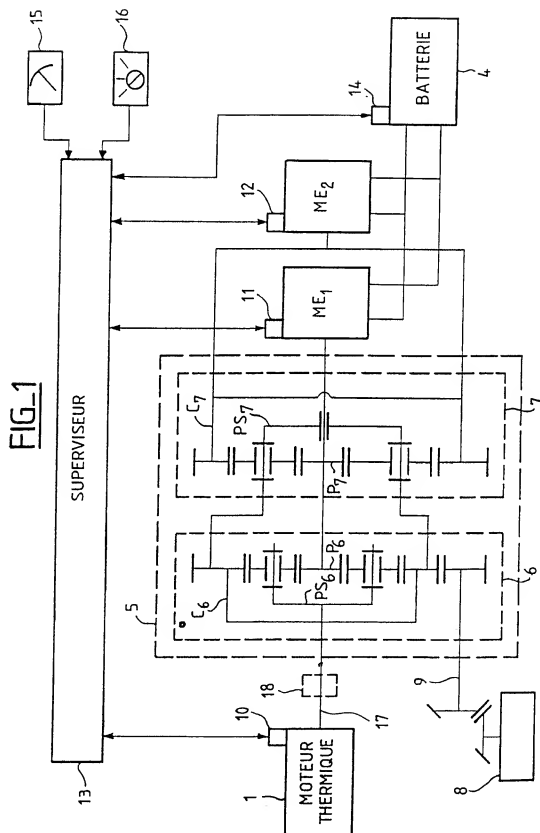 FIG_1
15
16
SUPERVISEUR
13
14
BATTERIE
4
12
ME2
11
ME1
5
C7
PS7
P7
7
C6
PS6
P6
6
18
17
9
10
MOTEUR
THERMIQUE
1
8